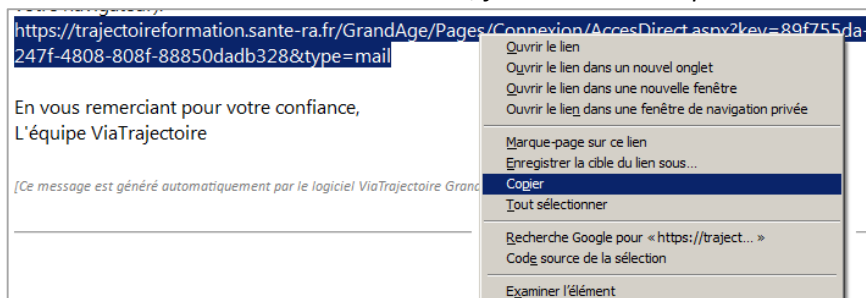 votre navigateur).
https://trajectoireformation.sante-ra.fr/GrandAge/Pages/Connexion/AccesDirect.aspx?key=89f755da-
247f-4808-808f-88850dadb328&type=mail
En vous remerciant pour votre confiance,
L'équipe ViaTrajectoire
[Ce message est généré automatiquement par le logiciel ViaTrajectoire Grand
Ouvrir le lien
Ouvrir le lien dans un nouvel onglet
Ouvrir le lien dans une nouvelle fenêtre
Ouvrir le lien dans une fenêtre de navigation privée
Marque-page sur ce lien
Enregistrer la cible du lien sous...
Copier
Tout sélectionner
Recherche Google pour « https://traject... »
Code source de la sélection
Examiner l'élément